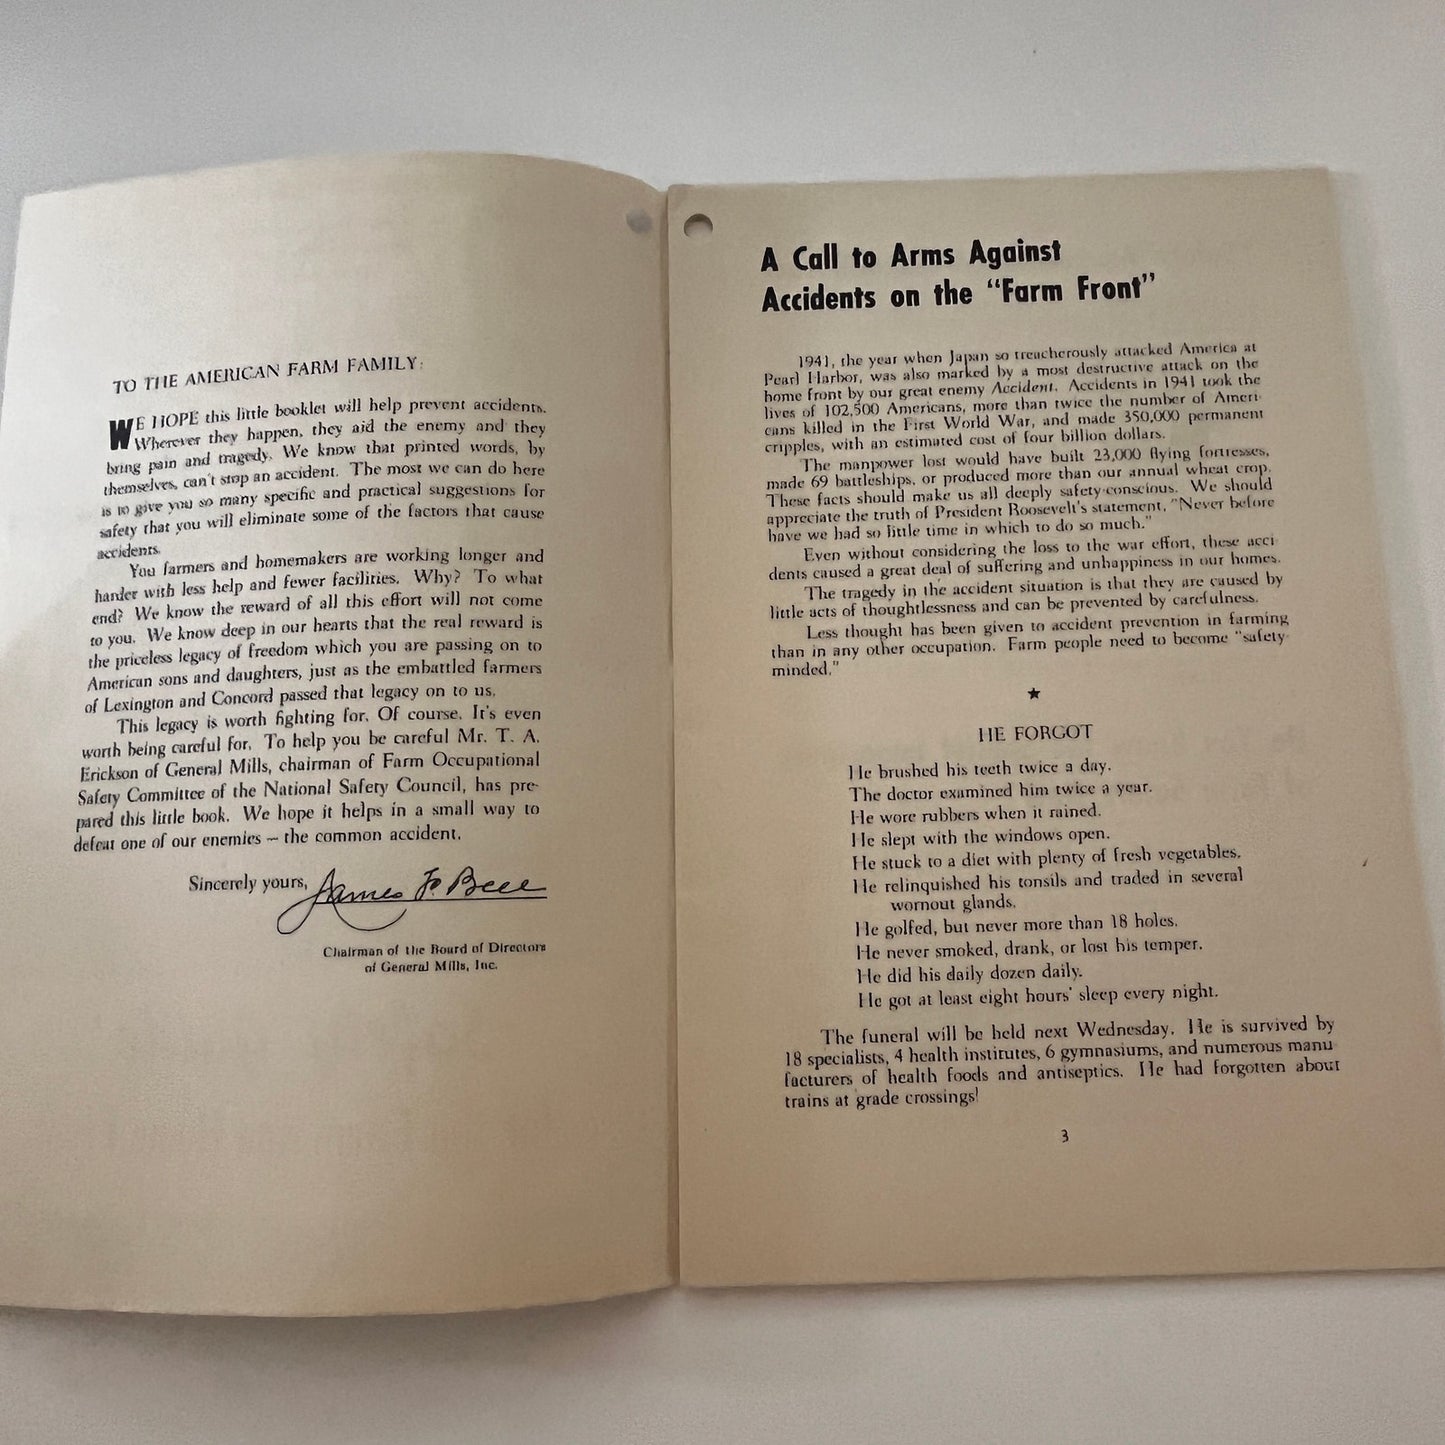 TO THE AMERICAN FARM FAMILY:
WE HOPE this little booklet will help prevent accidents.
Wherever they happen, they aid the enemy and they
bring pain and tragedy. We know that printed words, by
themselves, can't stop an accident. The most we can do here
is to give you so many specific and practical suggestions for
safety that you will eliminate some of the factors that cause
accidents.
You farmers and homemakers are working longer and
harder with less help and fewer facilities. Why? To what
end? We know the reward of all this effort will not come
to you. We know deep in our hearts that the real reward is
the priceless legacy of freedom which you are passing on to
American sons and daughters, just as the embattled farmers
of Lexington and Concord passed that legacy on to us.
This legacy is worth fighting for. Of course. It's even
worth being careful for. To help you be careful Mr. T. A.
Erickson of General Mills, chairman of Farm Occupational
Safety Committee of the National Safety Council, has pre-
pared this little book. We hope it helps in a small way to
defeat one of our enemies — the common accident.
Sincerely yours, James F. Bell
Chairman of the Board of Directors
of General Mills, Inc.
A Call to Arms Against
Accidents on the "Farm Front"
1941, the year when Japan so treacherously attacked America at
Pearl Harbor, was also marked by a most destructive attack on the
home front by our great enemy Accident. Accidents in 1941 took the
lives of 102,500 Americans, more than twice the number of Ameri-
cans killed in the First World War, and made 350,000 permanent
cripples, with an estimated cost of four billion dollars.
The manpower lost would have built 23,000 flying fortresses,
made 69 battleships, or produced more than our annual wheat crop.
These facts should make us all deeply safety-conscious. We should
appreciate the truth of President Roosevelt's statement, "Never before
have we had so little time in which to do so much."
Even without considering the loss to the war effort, these acci-
dents caused a great deal of suffering and unhappiness in our homes.
The tragedy in the accident situation is that they are caused by
little acts of thoughtlessness and can be prevented by carefulness.
Less thought has been given to accident prevention in farming
than in any other occupation. Farm people need to become "safety-
minded."
★
HE FORGOT
He brushed his teeth twice a day.
The doctor examined him twice a year.
He wore rubbers when it rained.
He slept with the windows open.
He stuck to a diet with plenty of fresh vegetables.
He relinquished his tonsils and traded in several
wornout glands.
He golfed, but never more than 18 holes.
He never smoked, drank, or lost his temper.
He did his daily dozen daily.
He got at least eight hours' sleep every night.
The funeral will be held next Wednesday. He is survived by
18 specialists, 4 health institutes, 6 gymnasiums, and numerous manu-
facturers of health foods and antiseptics. He had forgotten about
trains at grade crossings!
3